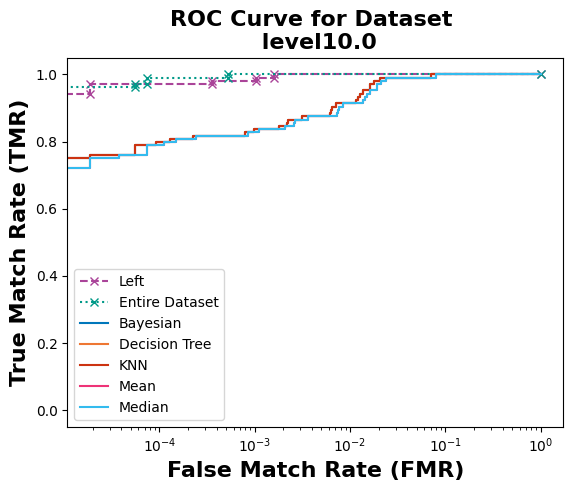 ROC Curve for Dataset
level10.0
True Match Rate (TMR)
1.0
0.8
0.6
0.4
0.2
0.0
Left
Entire Dataset
Bayesian
Decision Tree
KNN
Mean
Median
10⁻⁴
10⁻³
10⁻²
10⁻¹
10⁰
False Match Rate (FMR)